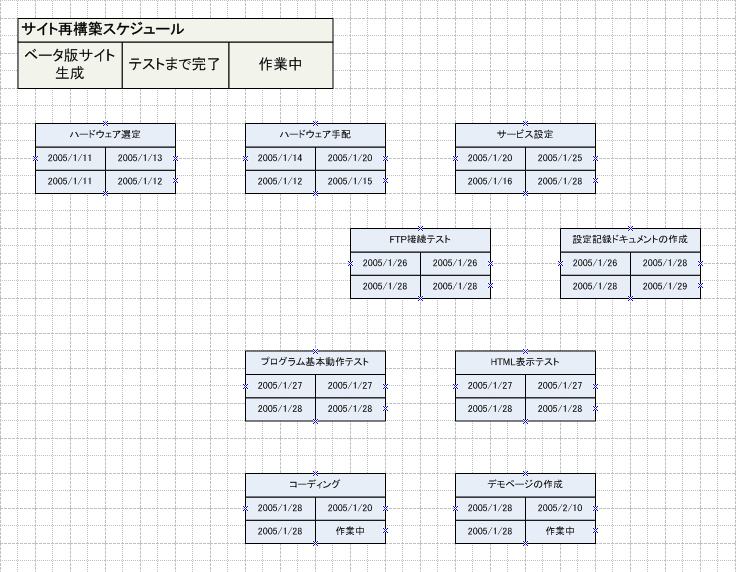 サイト再構築スケジュール
ベータ版サイト
生成
テストまで完了
作業中
ハードウェア選定
2005/1/11 2005/1/13
2005/1/11 2005/1/12
ハードウェア手配
2005/1/14 2005/1/20
2005/1/12 2005/1/15
サービス設定
2005/1/20 2005/1/25
2005/1/16 2005/1/28
FTP接続テスト
2005/1/26 2005/1/26
2005/1/28 2005/1/28
設定記録ドキュメントの作成
2005/1/26 2005/1/28
2005/1/28 2005/1/29
プログラム基本動作テスト
2005/1/27 2005/1/27
2005/1/28 2005/1/28
HTML表示テスト
2005/1/27 2005/1/27
2005/1/28 2005/1/28
コーディング
2005/1/28 2005/1/20
2005/1/28 作業中
デモページの作成
2005/1/28 2005/2/10
2005/1/28 作業中